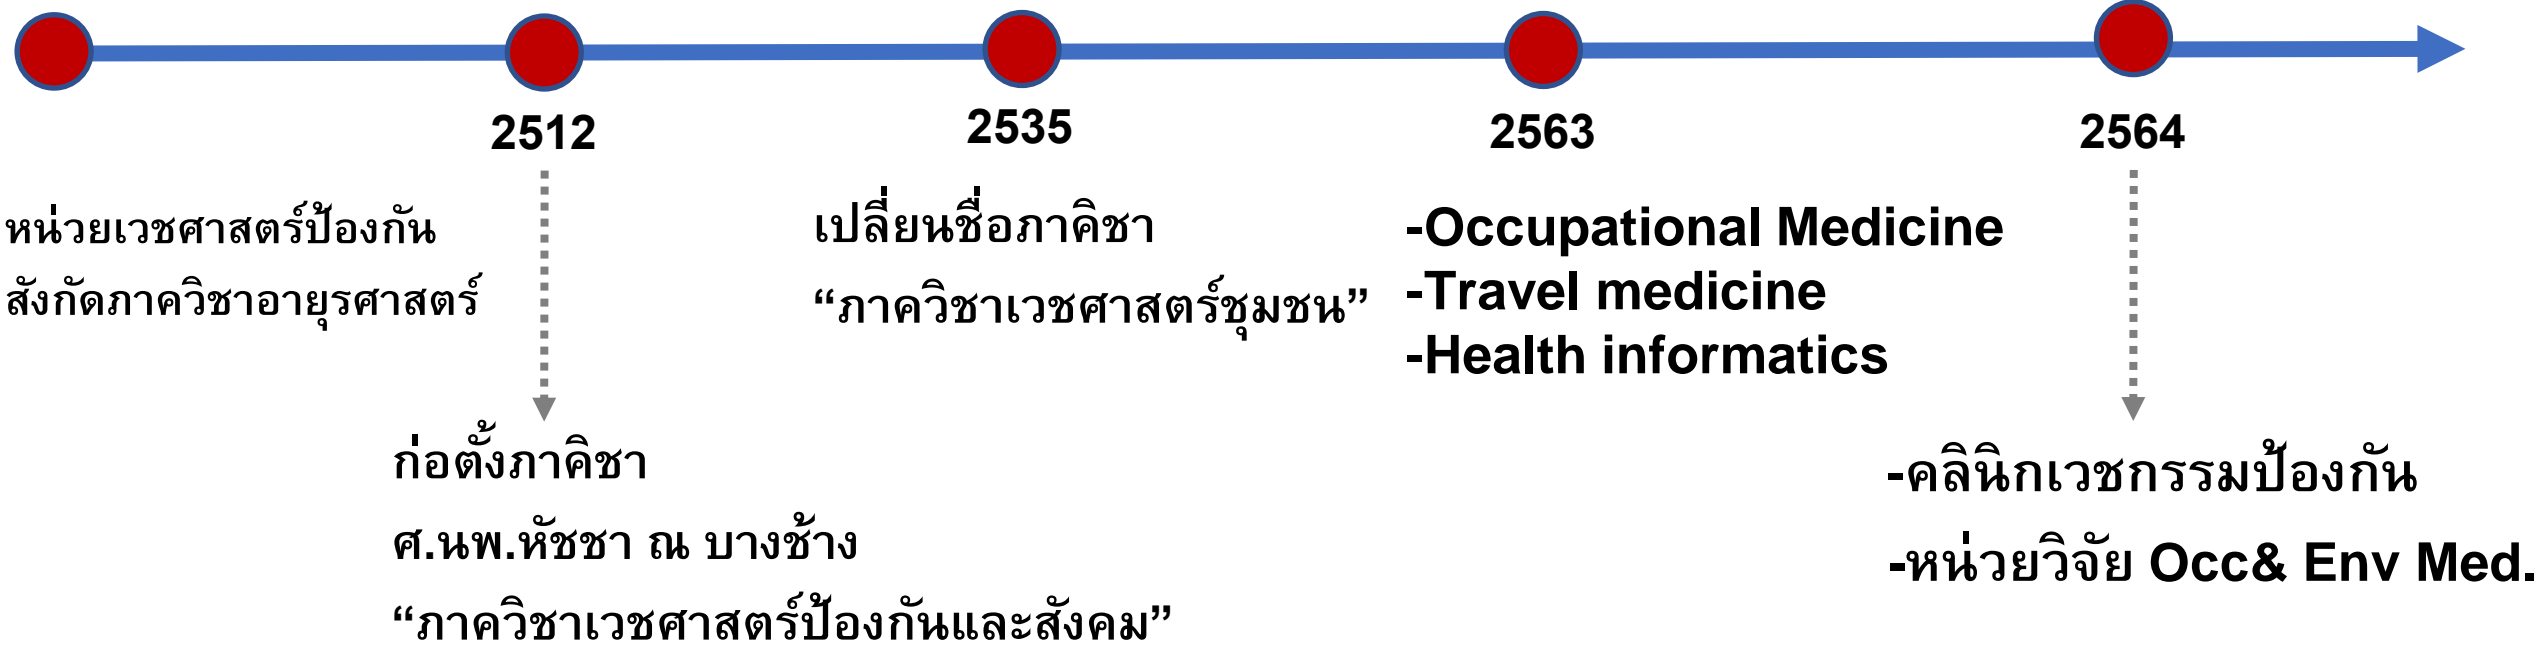 2512
2535
2563
2564
หน่วยเวชศาสตร์ป้องกัน
สังกัดภาควิชาอายุรศาสตร์
เปลี่ยนชื่อภาคิชา
“ภาควิชาเวชศาสตร์ชุมชน”
-Occupational Medicine
-Travel medicine
-Health informatics
ก่อตั้งภาคิชา
ศ.นพ.หัชชา ณ บางช้าง
“ภาควิชาเวชศาสตร์ป้องกันและสังคม”
-คลินิกเวชกรรมป้องกัน
-หน่วยวิจัย Occ& Env Med.